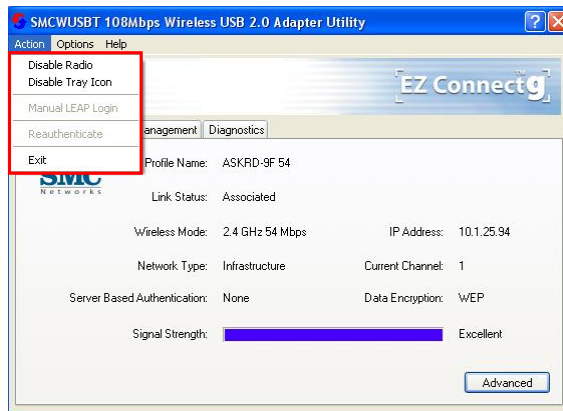 SMCWUSBT 108Mbps Wireless USB 2.0 Adapter Utility
Action Options Help
Disable Radio
Disable Tray Icon
Manual LEAP Login
Reauthenticate
Exit
EZ Connect g
Diagnostics
SMC
Networks
Profile Name: ASKRD-9F 54
Link Status: Associated
Wireless Mode: 2.4 GHz 54 Mbps IP Address: 10.1.25.94
Network Type: Infrastructure Current Channel: 1
Server Based Authentication: None Data Encryption: WEP
Signal Strength: Excellent
Advanced